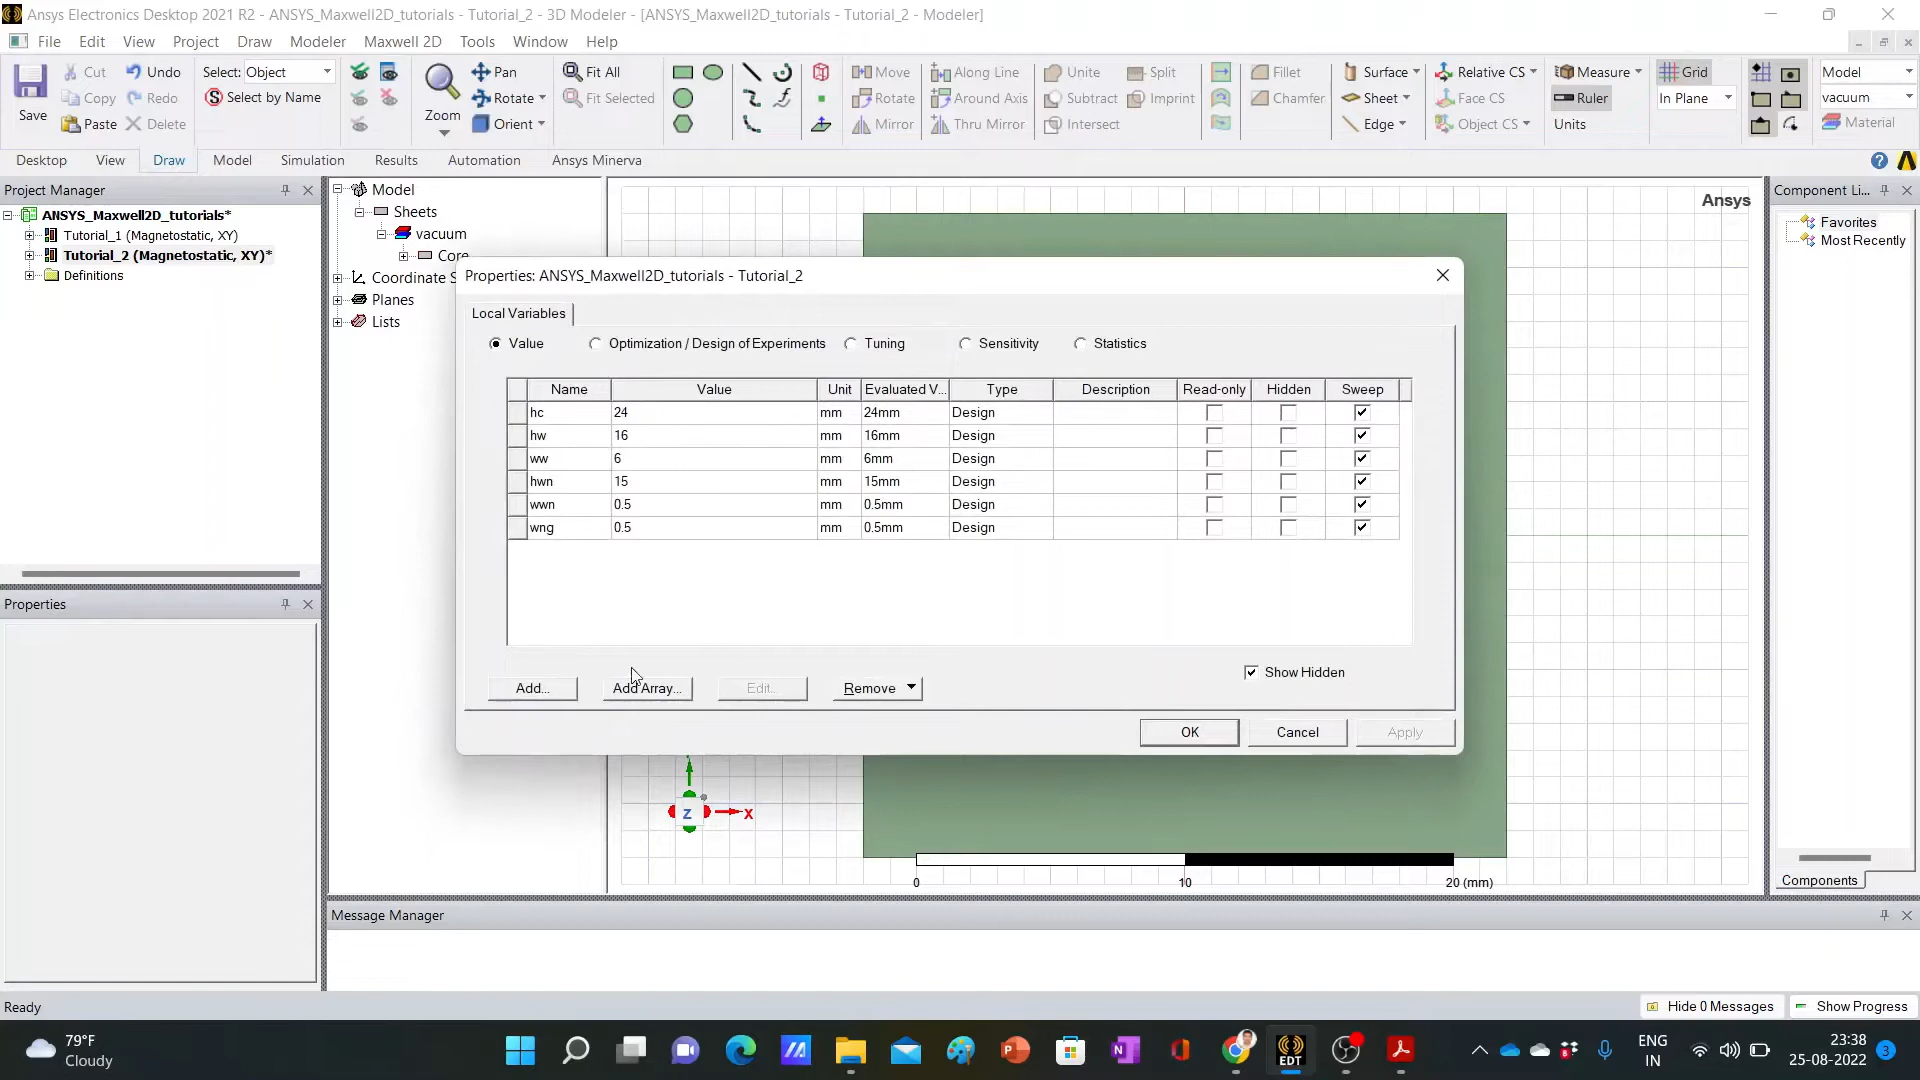 Ansys Electronics Desktop 2021 R2 - ANSYS_Maxwell2D_tutorials - Tutorial_2 - 3D Modeler - [ANSYS_Maxwell2D_tutorials - Tutorial_2 - Modeler]
File Edit View Project Draw Modeler Maxwell 2D Tools Window Help
Save
Cut
Copy
Paste
Undo
Redo
Delete
Select: Object
Select by Name
Zoom
Pan
Rotate
Orient
Fit All
Fit Selected
Move
Rotate
Mirror
Along Line
Around Axis
Thru Mirror
Unite
Subtract
Intersect
Split
Imprint
Fillet
Chamfer
Surface
Sheet
Edge
Relative CS
Face CS
Object CS
Measure
Ruler
Units
Grid
In Plane
Model
vacuum
Material
Desktop View Draw Model Simulation Results Automation Ansys Minerva
Project Manager
ANSYS_Maxwell2D_tutorials*
Tutorial_1 (Magnetostatic, XY)
Tutorial_2 (Magnetostatic, XY)*
Definitions
Model
Sheets
vacuum
Core
Coordinate S
Planes
Lists
Ansys
Component Li...
Favorites
Most Recently
Components
Properties: ANSYS_Maxwell2D_tutorials - Tutorial_2
Local Variables
Value Optimization / Design of Experiments Tuning Sensitivity Statistics
Name Value Unit Evaluated V... Type Description Read-only Hidden Sweep
hc 24 mm 24mm Design
hw 16 mm 16mm Design
ww 6 mm 6mm Design
hwn 15 mm 15mm Design
wwn 0.5 mm 0.5mm Design
wng 0.5 mm 0.5mm Design
Show Hidden
Add... Add Array... Edit... Remove
OK Cancel Apply
Properties
Z X
0 10 20 (mm)
Message Manager
Ready
Hide 0 Messages Show Progress
79°F
Cloudy
EDT
ENG
IN
23:38
25-08-2022
3